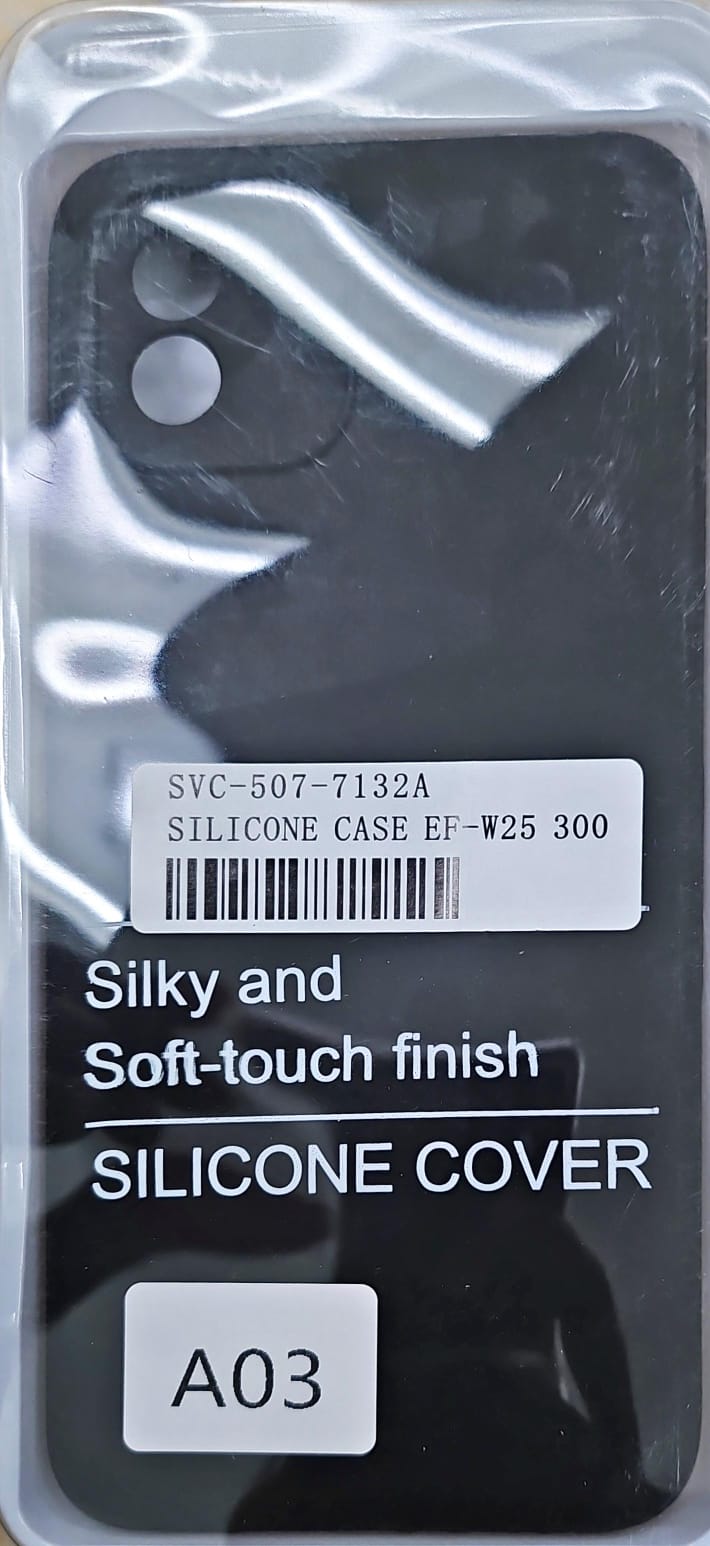 SVC-507-7132A
SILICONE CASE EF-W25 300
Silky and
Soft-touch finish
SILICONE COVER
A03